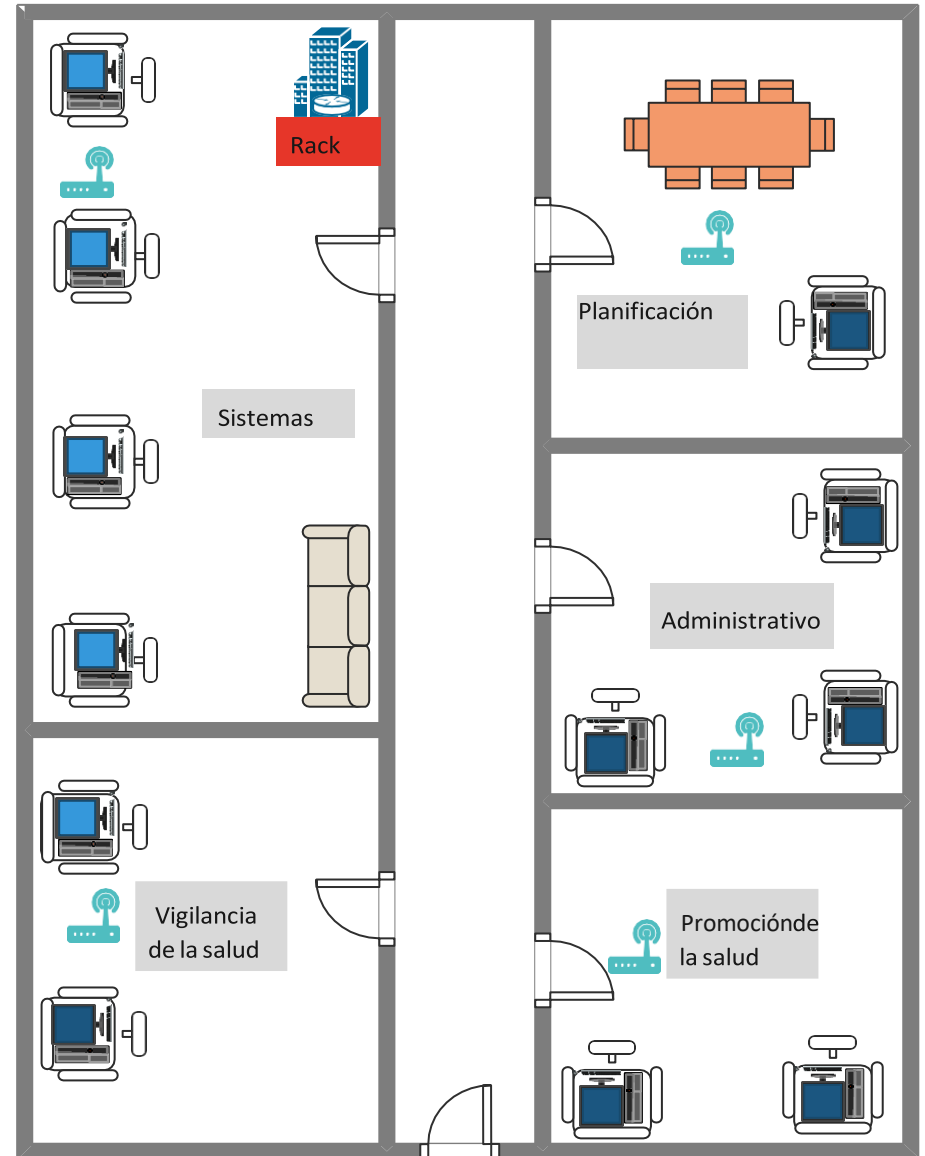 Rack
Planificación
Sistemas
Administrativo
Vigilancia
de la salud
Promociónde
la salud